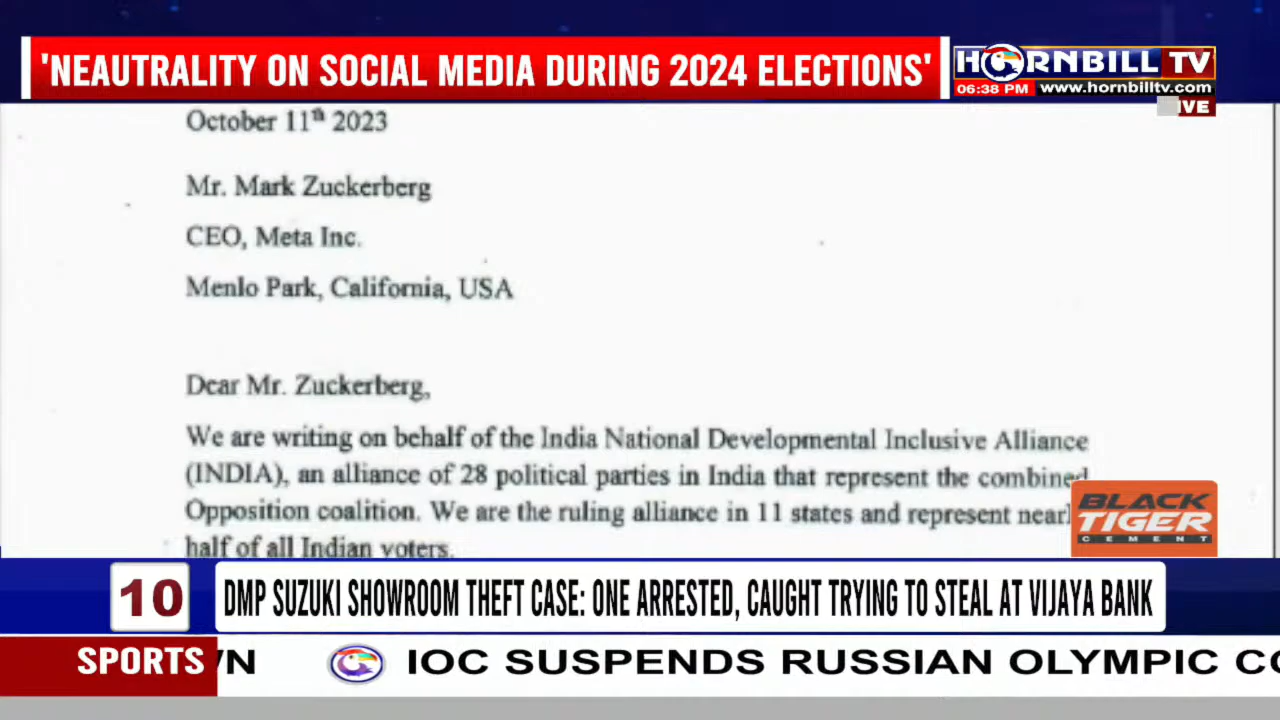 'NEAUTRALITY ON SOCIAL MEDIA DURING 2024 ELECTIONS'
HORNBILL TV
06:38 PM www.hornbilltv.com
IVE
October 11th 2023
Mr. Mark Zuckerberg
CEO, Meta Inc.
Menlo Park, California, USA
Dear Mr. Zuckerberg,
We are writing on behalf of the India National Developmental Inclusive Alliance
(INDIA), an alliance of 28 political parties in India that represent the combined
Opposition coalition. We are the ruling alliance in 11 states and represent nearl
half of all Indian voters.
BLACK
TIGER
CEMENT
10 DMP SUZUKI SHOWROOM THEFT CASE: ONE ARRESTED, CAUGHT TRYING TO STEAL AT VIJAYA BANK
SPORTS N IOC SUSPENDS RUSSIAN OLYMPIC CO